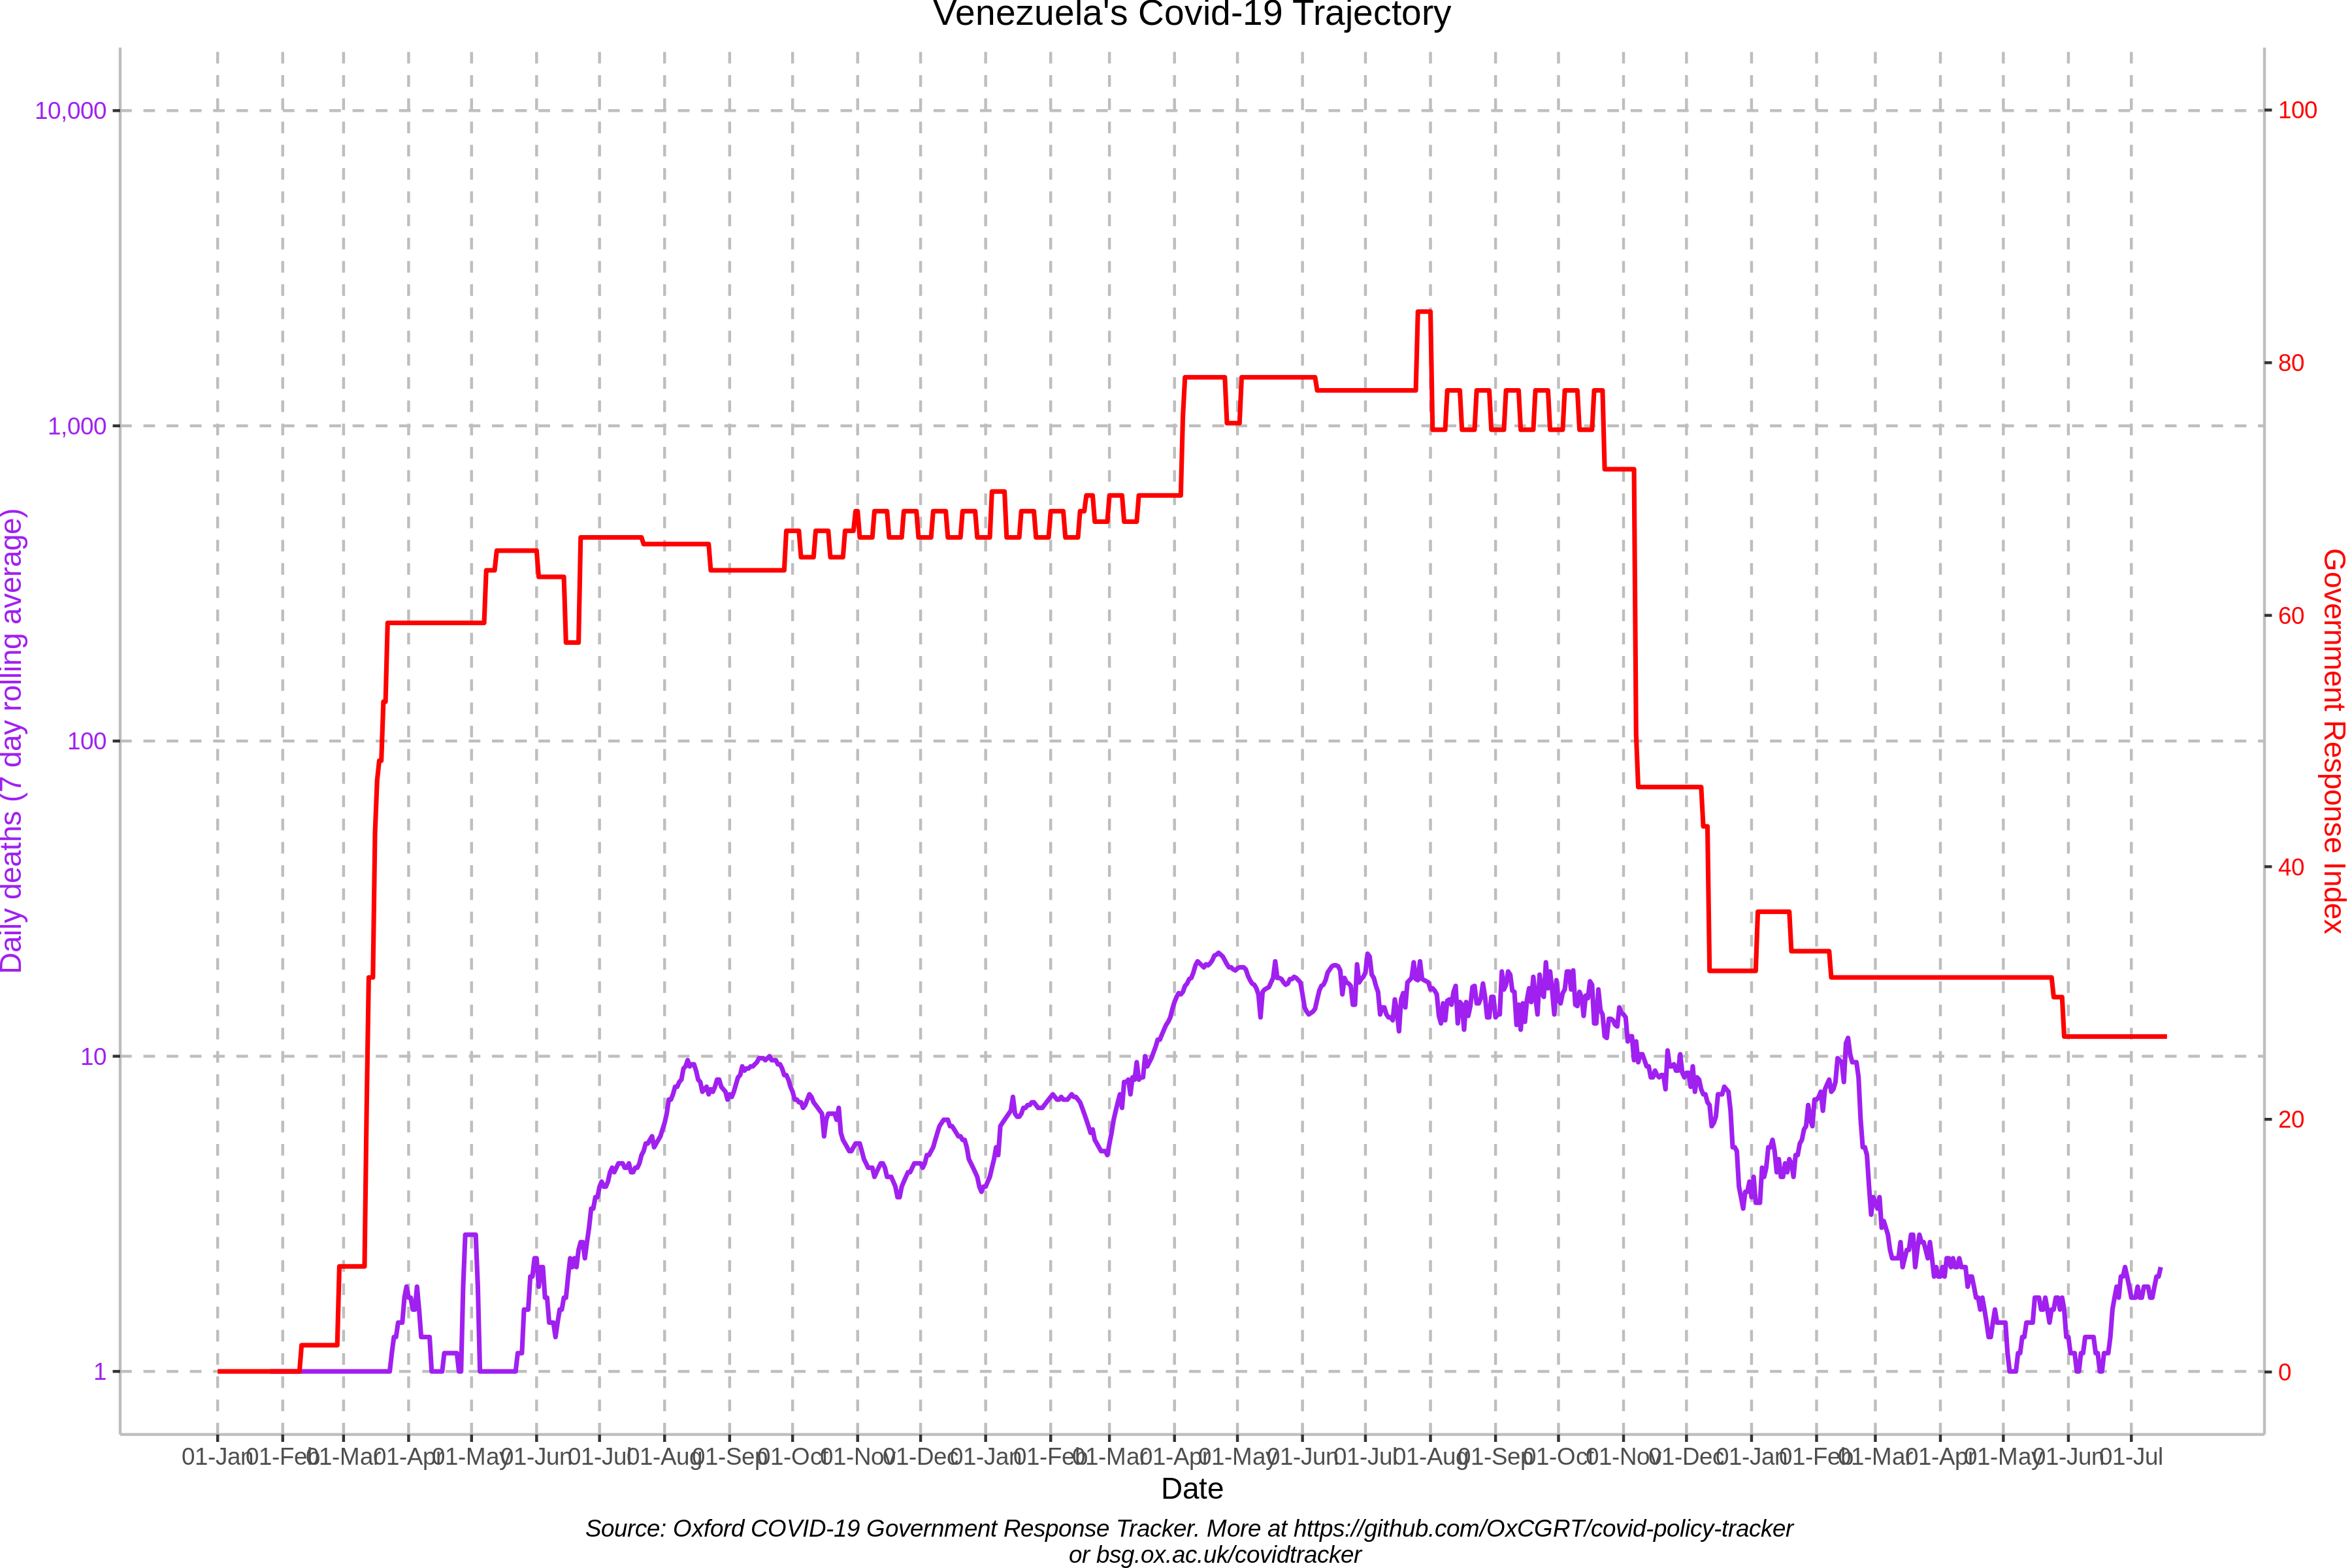 Venezuela's Covid-19 Trajectory
10,000
1,000
100
10
1
Daily deaths (7 day rolling average)
100
80
60
40
20
0
Government Response Index
01-Jan 01-Feb 01-Mar 01-Apr 01-May 01-Jun 01-Jul 01-Aug 01-Sep 01-Oct 01-Nov 01-Dec 01-Jan 01-Feb 01-Mar 01-Apr 01-May 01-Jun 01-Jul 01-Aug 01-Sep 01-Oct 01-Nov 01-Dec 01-Jan 01-Feb 01-Mar 01-Apr 01-May 01-Jun 01-Jul
Date
Source: Oxford COVID-19 Government Response Tracker. More at https://github.com/OxCGRT/covid-policy-tracker
or bsg.ox.ac.uk/covidtracker